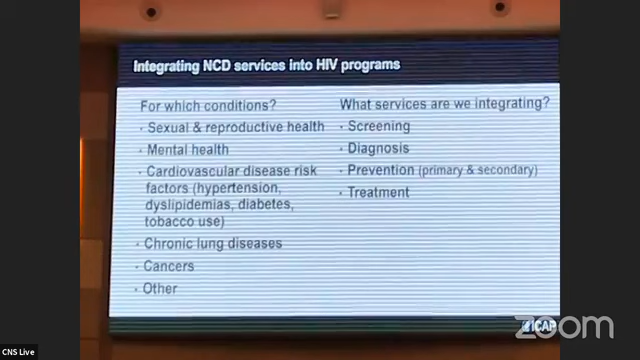 Integrating NCD services into HIV programs
For which conditions?
· Sexual & reproductive health
· Mental health
· Cardiovascular disease risk
factors (hypertension,
dyslipidemias, diabetes,
tobacco use)
· Chronic lung diseases
· Cancers
· Other
What services are we integrating?
· Screening
· Diagnosis
· Prevention (primary & secondary)
· Treatment
ICAP
zoom
CNS Live